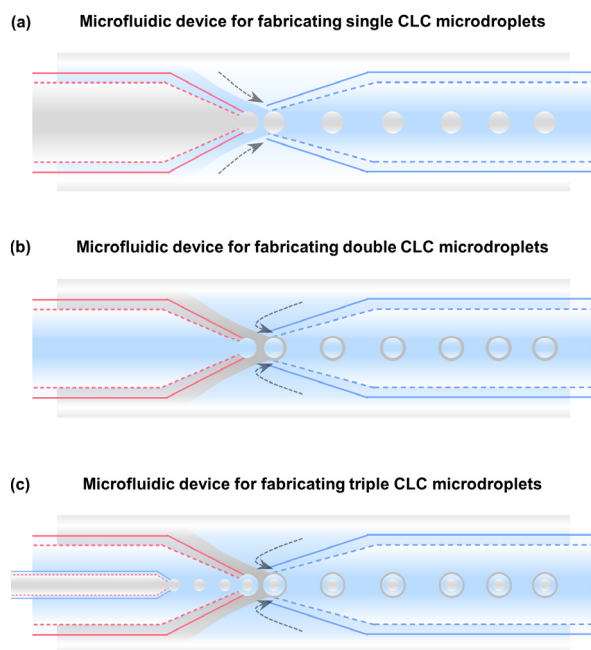 (a) Microfluidic device for fabricating single CLC microdroplets
(b) Microfluidic device for fabricating double CLC microdroplets
(c) Microfluidic device for fabricating triple CLC microdroplets